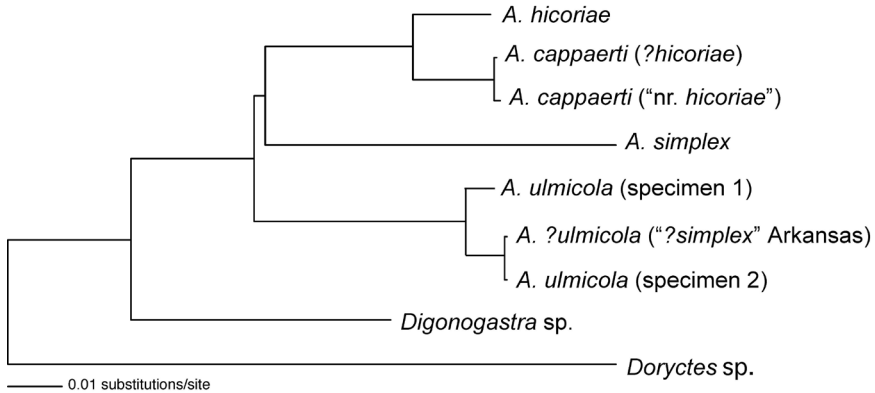 A. hicoriae
A. cappaerti (?hicoriae)
A. cappaerti (“nr. hicoriae”)
A. simplex
A. ulmicola (specimen 1)
A. ?ulmicola (“?simplex” Arkansas)
A. ulmicola (specimen 2)
Digonogastra sp.
Doryctes sp.
0.01 substitutions/site